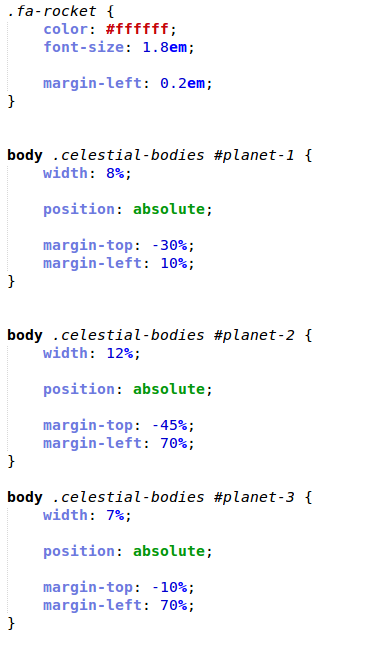 .fa-rocket {
    color: #ffffff;
    font-size: 1.8em;

    margin-left: 0.2em;
}

body .celestial-bodies #planet-1 {
    width: 8%;

    position: absolute;

    margin-top: -30%;
    margin-left: 10%;
}

body .celestial-bodies #planet-2 {
    width: 12%;

    position: absolute;

    margin-top: -45%;
    margin-left: 70%;
}

body .celestial-bodies #planet-3 {
    width: 7%;

    position: absolute;

    margin-top: -10%;
    margin-left: 70%;
}